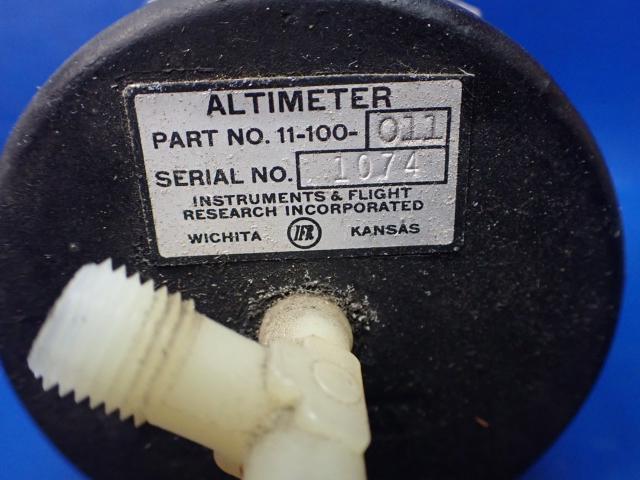 ALTIMETER
PART NO. 11-100-011
SERIAL NO. 1074
INSTRUMENTS & FLIGHT
RESEARCH INCORPORATED
WICHITA IFR KANSAS